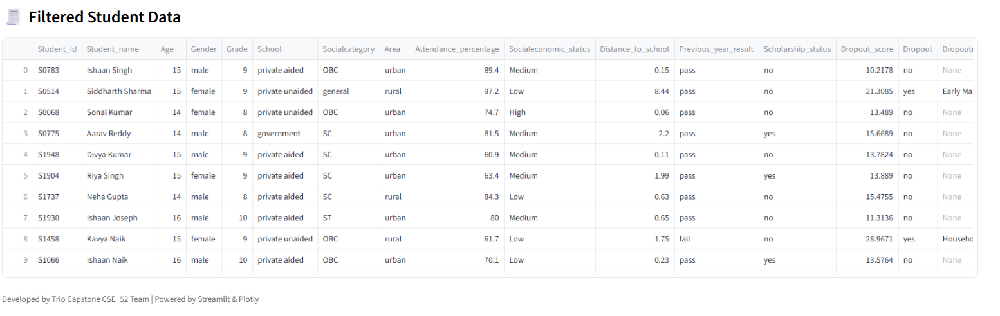 Filtered Student Data
Student_id Student_name Age Gender Grade School Socialcategory Area Attendance_percentage Socialeconomic_status Distance_to_school Previous_year_result Scholarship_status Dropout_score Dropout Dropoutr
0 S0783 Ishaan Singh 15 male 9 private aided OBC urban 89.4 Medium 0.15 pass no 10.2178 no None
1 S0514 Siddharth Sharma 15 female 9 private unaided general rural 97.2 Low 8.44 pass no 21.3085 yes Early Ma
2 S0068 Sonal Kumar 14 female 8 private unaided OBC urban 74.7 High 0.06 pass no 13.489 no None
3 S0775 Aarav Reddy 14 male 8 government SC urban 81.5 Medium 2.2 pass yes 15.6689 no None
4 S1948 Divya Kumar 15 male 9 private aided SC urban 60.9 Medium 0.11 pass no 13.7824 no None
5 S1904 Riya Singh 15 female 9 private aided SC urban 63.4 Medium 1.99 pass yes 13.889 no None
6 S1737 Neha Gupta 14 male 8 private aided SC rural 84.3 Low 0.63 pass no 15.4755 no None
7 S1930 Ishaan Joseph 16 male 10 private aided ST urban 80 Medium 0.65 pass no 11.3136 no None
8 S1458 Kavya Naik 15 female 9 private unaided OBC rural 61.7 Low 1.75 fail no 28.9671 yes Househo
9 S1066 Ishaan Naik 16 male 10 private aided OBC urban 70.1 Low 0.23 pass yes 13.5764 no None
Developed by Trio Capstone CSE_52 Team | Powered by Streamlit & Plotly